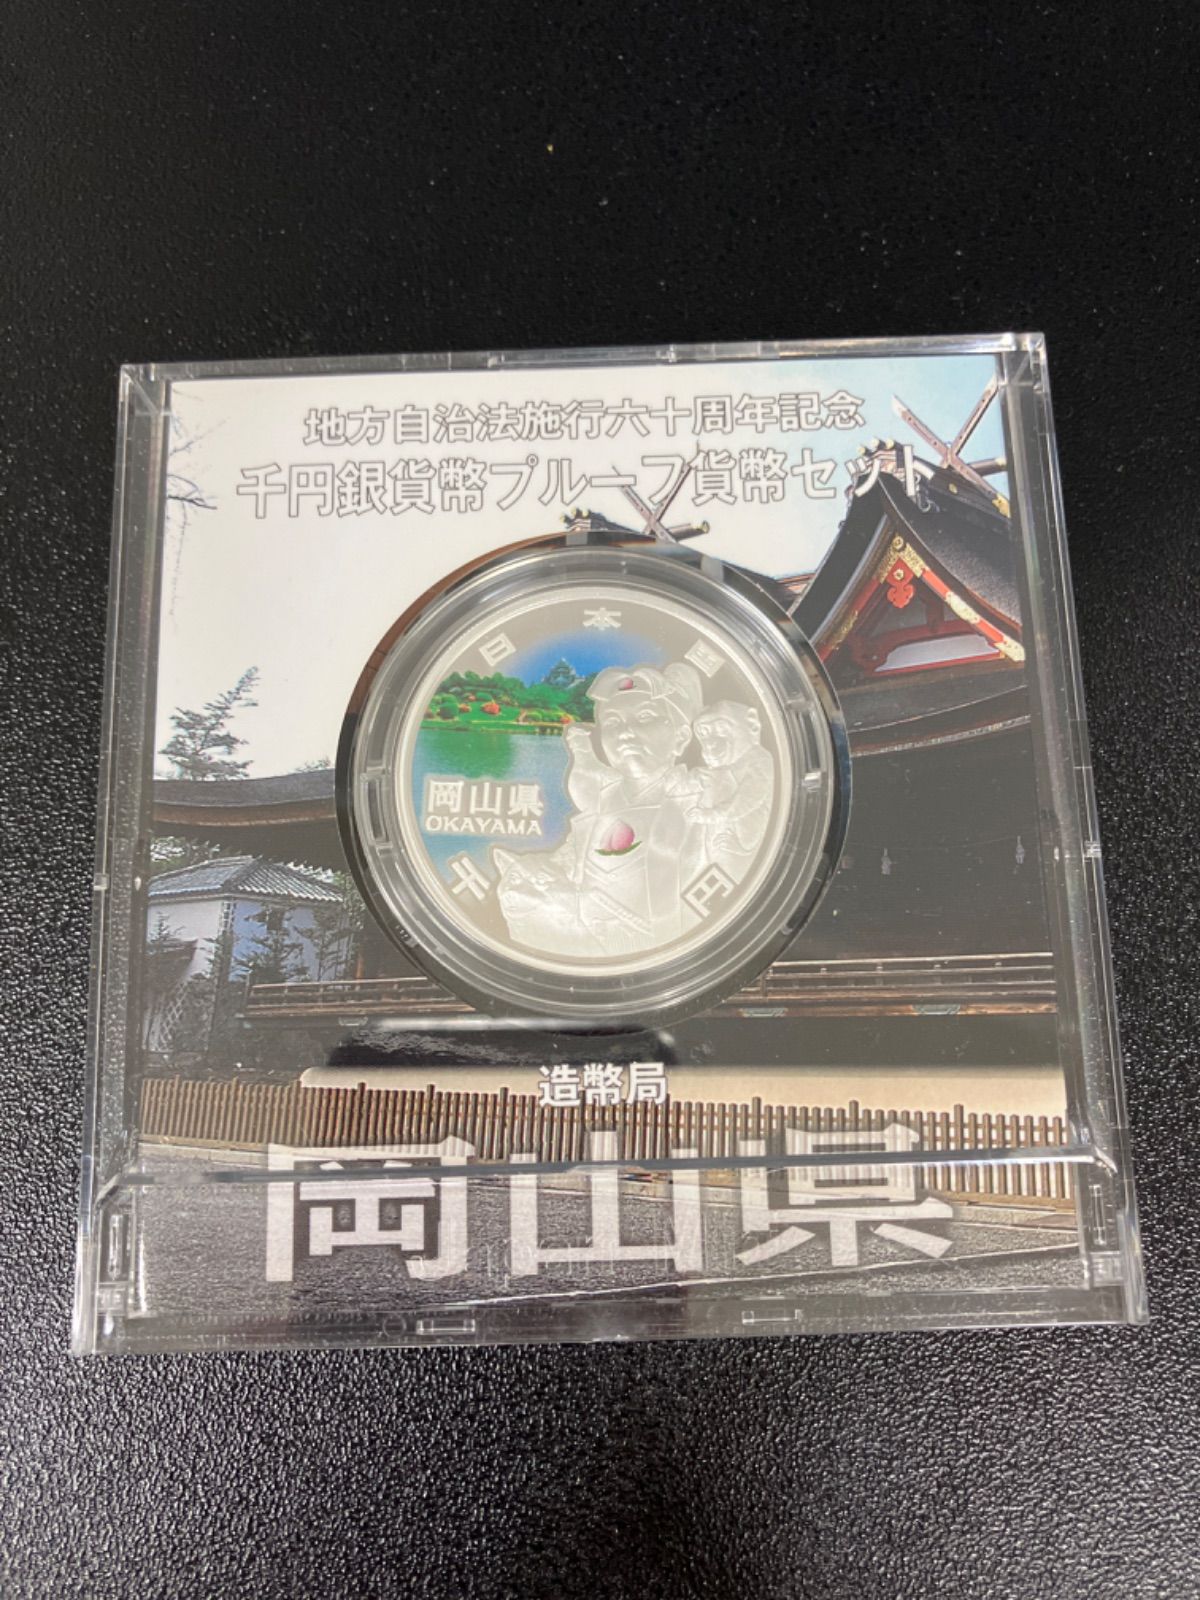 地方自治法施行六十周年記念
千円銀貨幣プルーフ貨幣セット
日本国
岡山県
OKAYAMA
千円
造幣局
岡山県